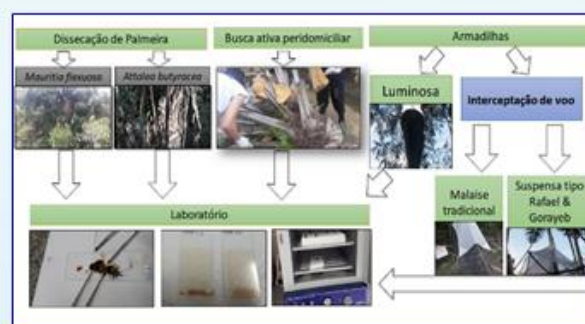 Dissecação de Palmeira
Busca ativa peridomiciliar
Armadilhas
Mauritia flexuosa
Attalea butyracea
Luminosa
Interceptação de voo
Laboratório
Malaise
tradicional
Suspensa tipo
Rafael &
Gorayeb